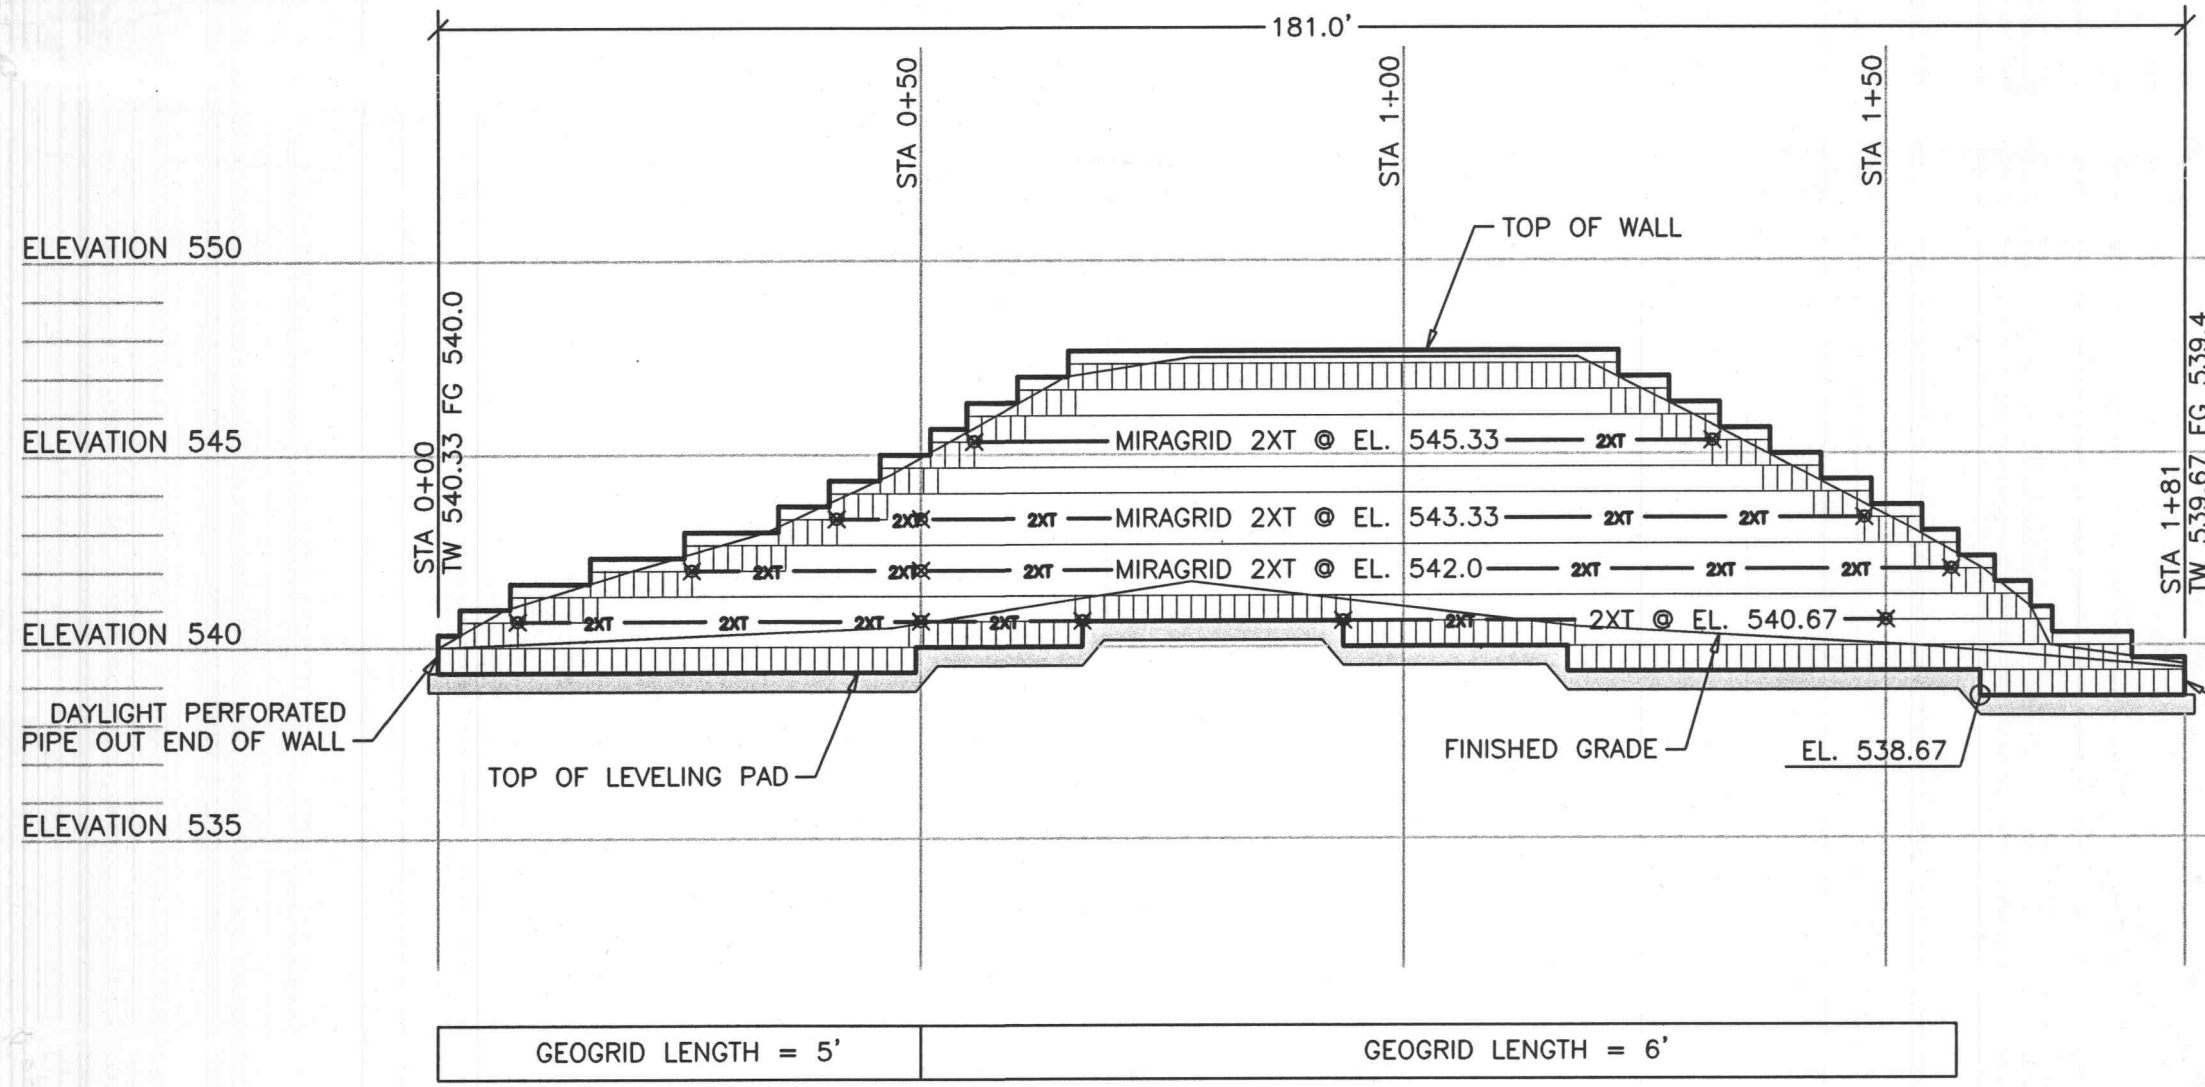 181.0'
STA 0+50
STA 1+00
STA 1+50
TOP OF WALL
ELEVATION 550
STA 0+00
TW 540.33 FG 540.0
STA 1+81
TW 539.67 FG 539.4
ELEVATION 545
MIRAGRID 2XT @ EL. 545.33 2XT
2XT 2XT MIRAGRID 2XT @ EL. 543.33 2XT 2XT
2XT 2XT 2XT MIRAGRID 2XT @ EL. 542.0 2XT 2XT 2XT
2XT 2XT 2XT 2XT 2XT 2XT @ EL. 540.67
ELEVATION 540
DAYLIGHT PERFORATED
PIPE OUT END OF WALL
TOP OF LEVELING PAD
FINISHED GRADE
EL. 538.67
ELEVATION 535
GEOGRID LENGTH = 5'
GEOGRID LENGTH = 6'